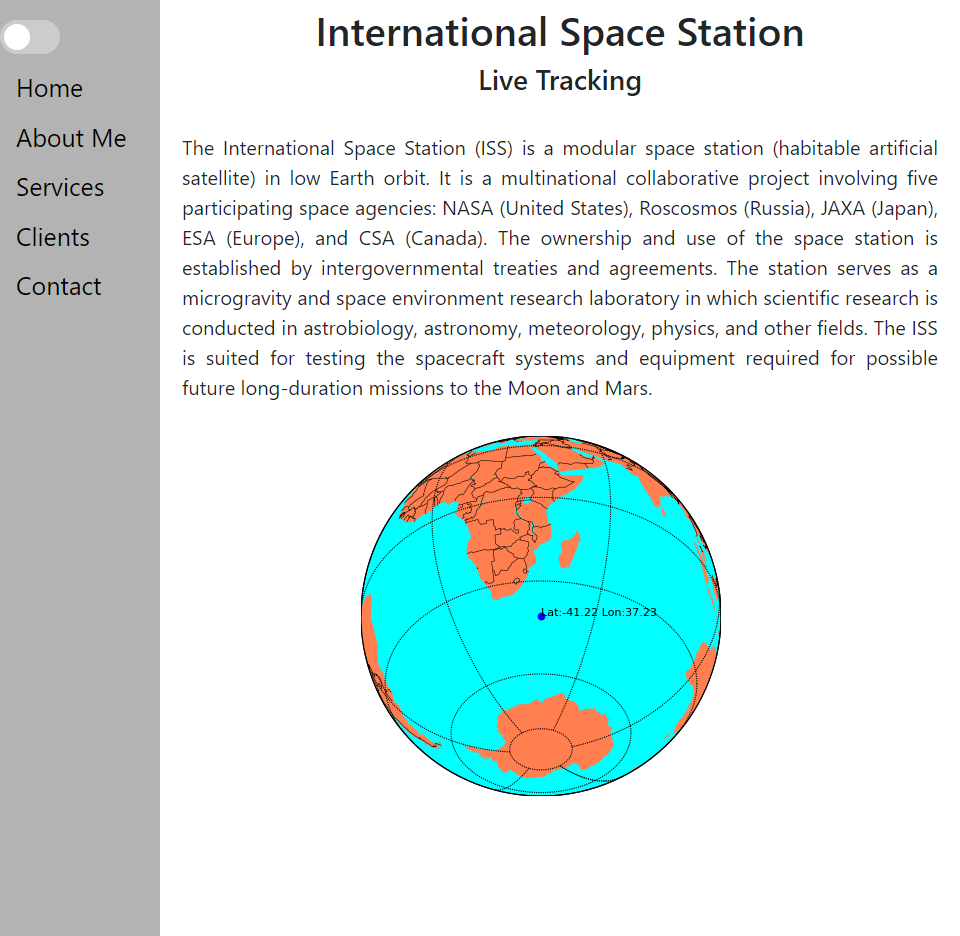 Home
About Me
Services
Clients
Contact
International Space Station
Live Tracking
The International Space Station (ISS) is a modular space station (habitable artificial
satellite) in low Earth orbit. It is a multinational collaborative project involving five
participating space agencies: NASA (United States), Roscosmos (Russia), JAXA (Japan),
ESA (Europe), and CSA (Canada). The ownership and use of the space station is
established by intergovernmental treaties and agreements. The station serves as a
microgravity and space environment research laboratory in which scientific research is
conducted in astrobiology, astronomy, meteorology, physics, and other fields. The ISS
is suited for testing the spacecraft systems and equipment required for possible
future long-duration missions to the Moon and Mars.
Lat:-41.22 Lon:37.23